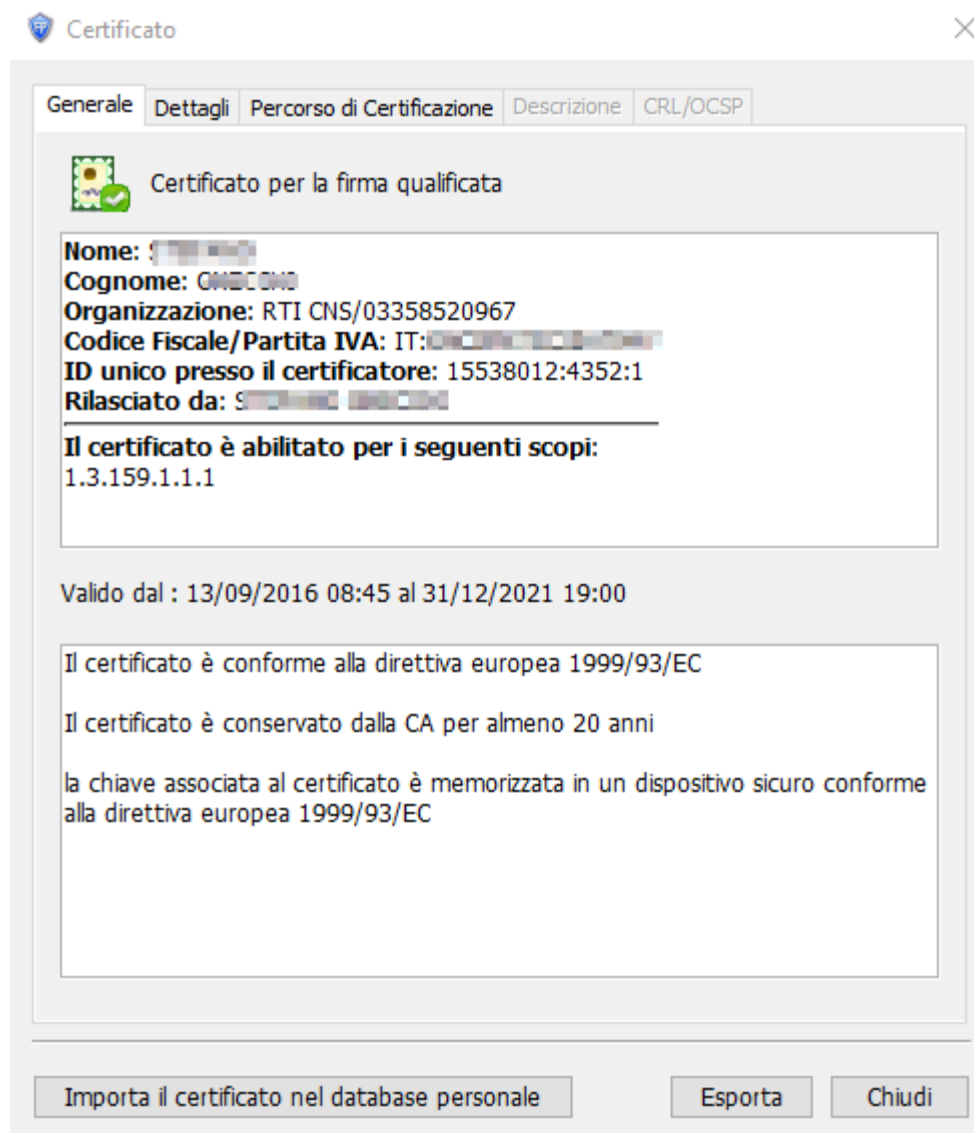 Certificato
Generale Dettagli Percorso di Certificazione Descrizione CRL/OCSP
Certificato per la firma qualificata
Nome:
Cognome:
Organizzazione: RTI CNS/03358520967
Codice Fiscale/Partita IVA: IT:
ID unico presso il certificatore: 15538012:4352:1
Rilasciato da:
Il certificato è abilitato per i seguenti scopi:
1.3.159.1.1.1
Valido dal : 13/09/2016 08:45 al 31/12/2021 19:00
Il certificato è conforme alla direttiva europea 1999/93/EC
Il certificato è conservato dalla CA per almeno 20 anni
la chiave associata al certificato è memorizzata in un dispositivo sicuro conforme
alla direttiva europea 1999/93/EC
Importa il certificato nel database personale Esporta Chiudi